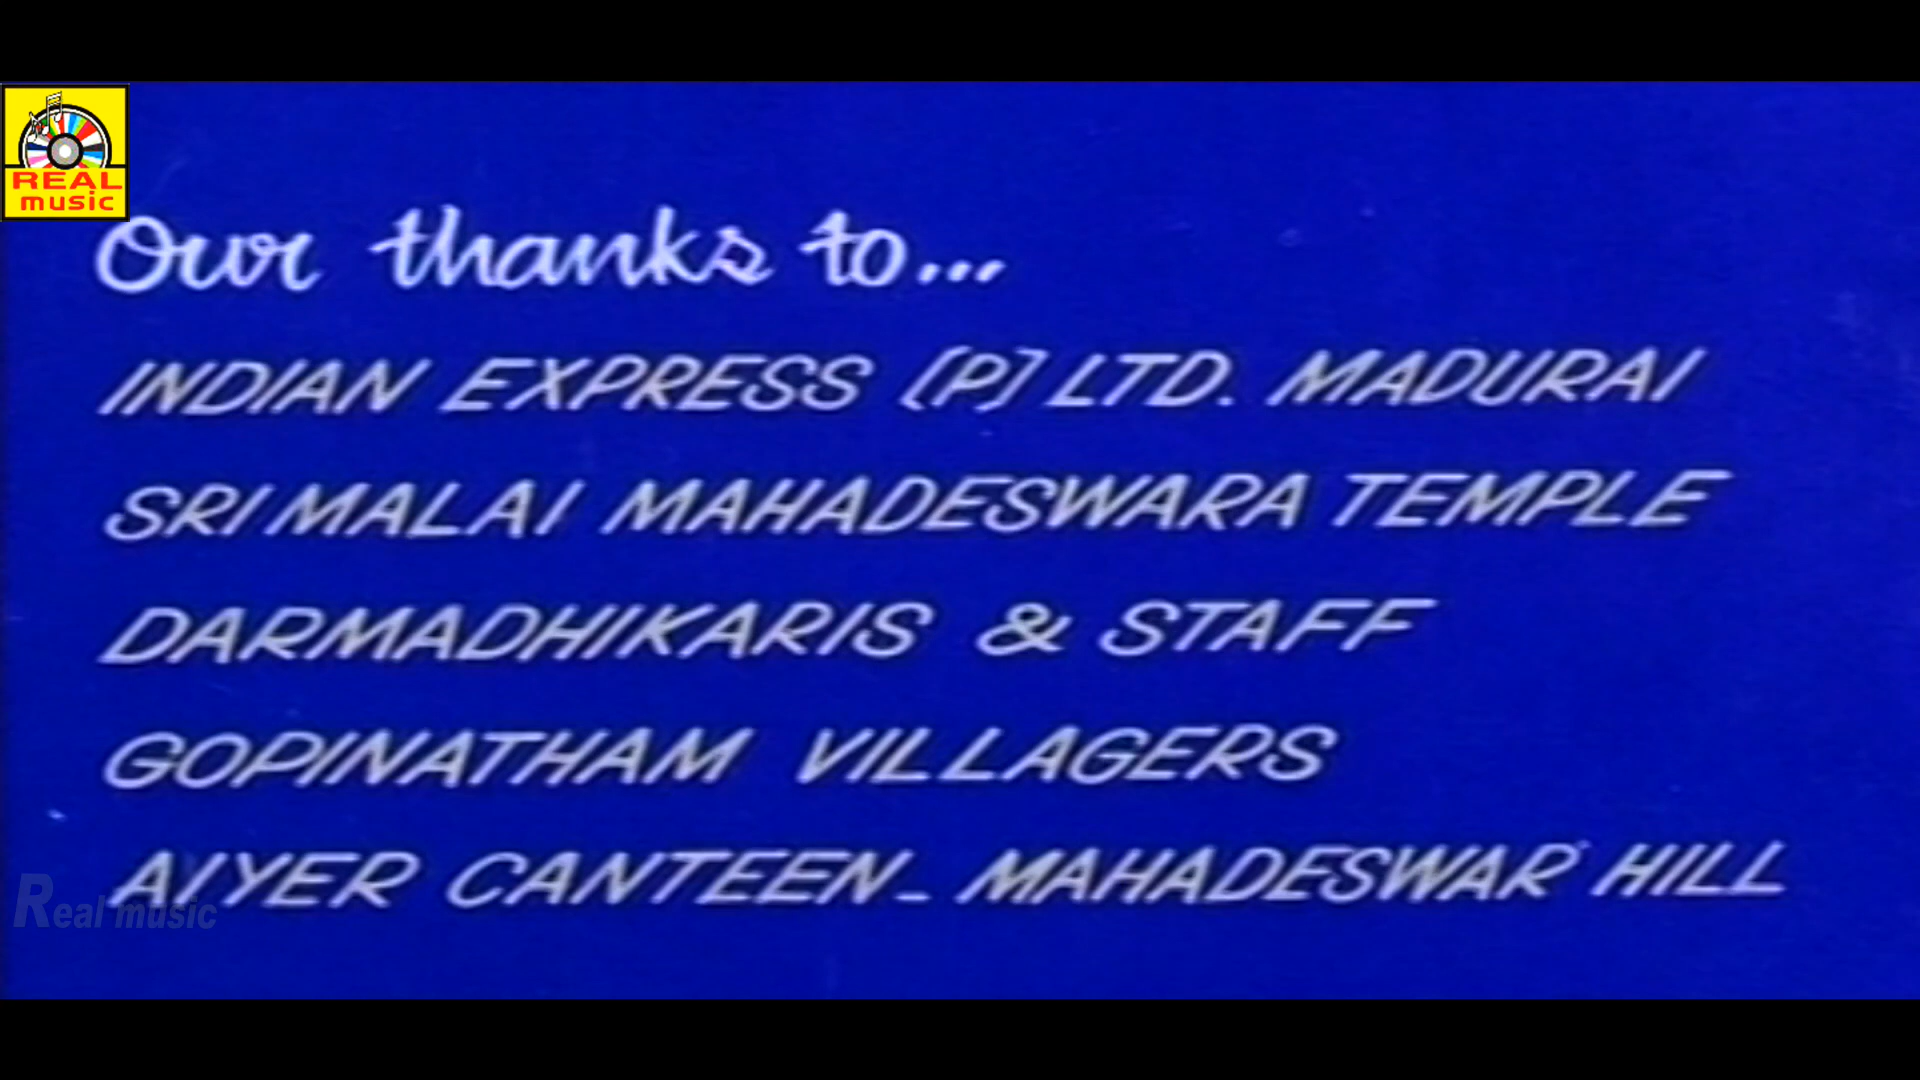 REAL
music
Our thanks to...
INDIAN EXPRESS (P) LTD. MADURAI
SRI MALAI MAHADESWARA TEMPLE
DARMADHIKARIS & STAFF
GOPINATHAM VILLAGERS
AIYER CANTEEN - MAHADESWAR HILL
Real music